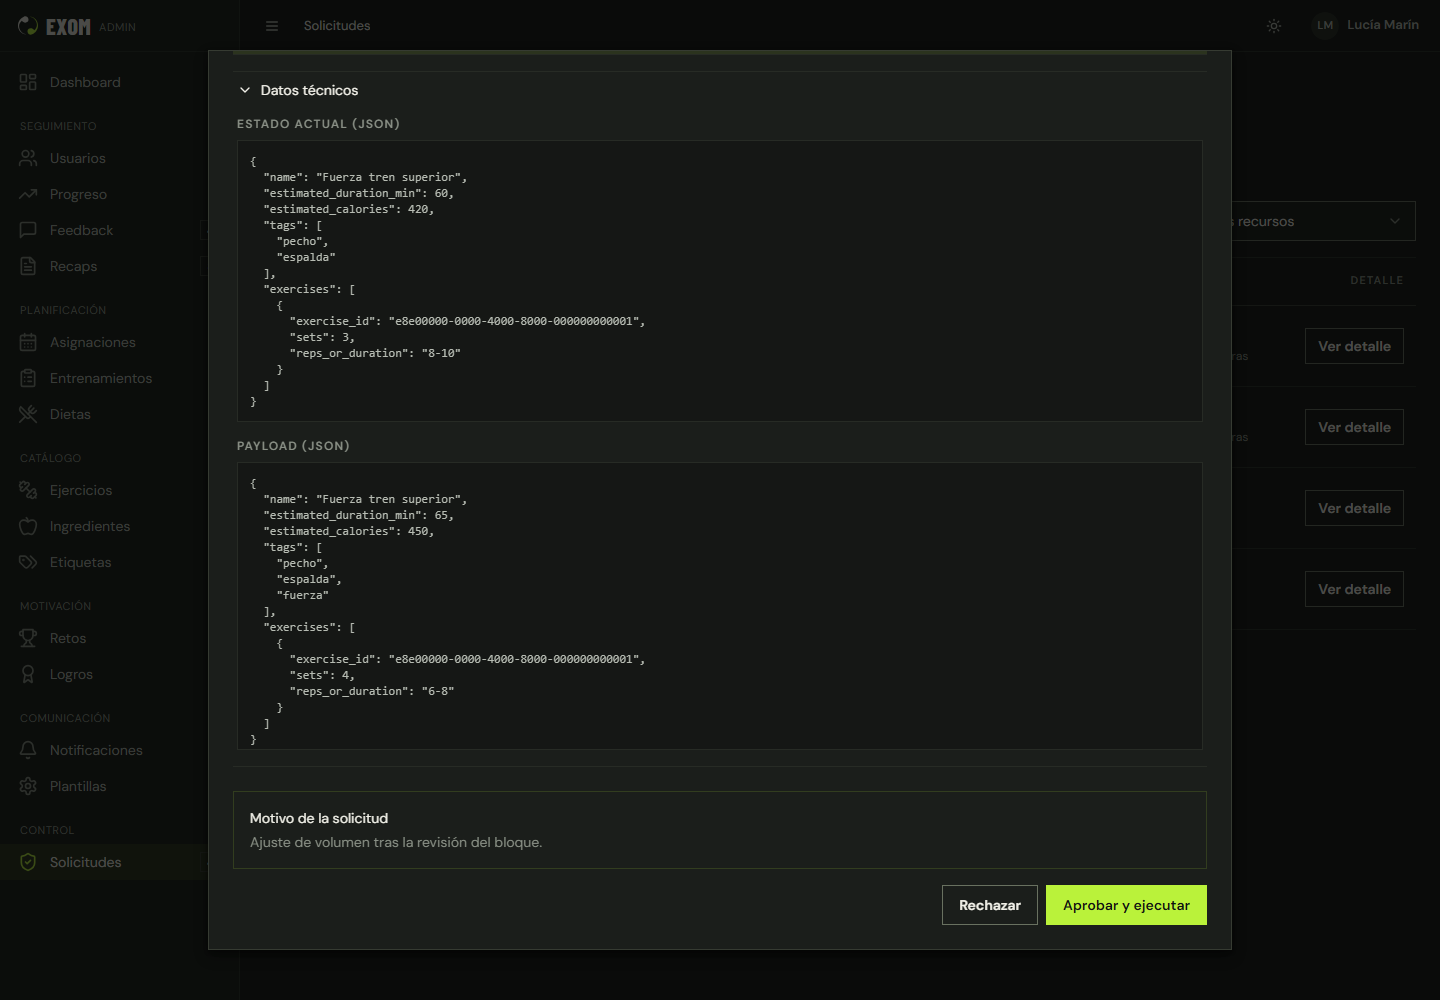 EXOM ADMIN
Solicitudes
LM Lucía Marín
Dashboard
SEGUIMIENTO
Usuarios
Progreso
Feedback
Recaps
PLANIFICACIÓN
Asignaciones
Entrenamientos
Dietas
CATÁLOGO
Ejercicios
Ingredientes
Etiquetas
MOTIVACIÓN
Retos
Logros
COMUNICACIÓN
Notificaciones
Plantillas
CONTROL
Solicitudes
Datos técnicos
ESTADO ACTUAL (JSON)
{
"name": "Fuerza tren superior",
"estimated_duration_min": 60,
"estimated_calories": 420,
"tags": [
"pecho",
"espalda"
],
"exercises": [
{
"exercise_id": "e8e00000-0000-4000-8000-000000000001",
"sets": 3,
"reps_or_duration": "8-10"
}
]
}
PAYLOAD (JSON)
{
"name": "Fuerza tren superior",
"estimated_duration_min": 65,
"estimated_calories": 450,
"tags": [
"pecho",
"espalda",
"fuerza"
],
"exercises": [
{
"exercise_id": "e8e00000-0000-4000-8000-000000000001",
"sets": 4,
"reps_or_duration": "6-8"
}
]
}
Motivo de la solicitud
Ajuste de volumen tras la revisión del bloque.
Rechazar
Aprobar y ejecutar
recursos
DETALLE
Ver detalle
Ver detalle
Ver detalle
Ver detalle